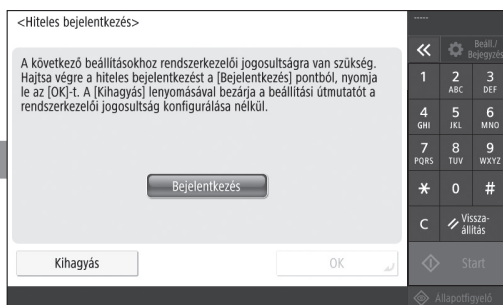 <Hiteles bejelentkezés>
A következő beállításokhoz rendszerkezelői jogosultságra van szükség.
Hajtsa végre a hiteles bejelentkezést a [Bejelentkezés] pontból, nyomja
le az [OK]-t. A [Kihagyás] lenyomásával bezárja a beállítási útmutatót a
rendszerkezelői jogosultság konfigurálása nélkül.
Bejelentkezés
Kihagyás
OK
-----
Beáll./
Bejegyzés
1
2
ABC
3
DEF
4
GHI
5
JKL
6
MNO
7
PQRS
8
TUV
9
WXYZ
*
0
#
C
Vissza-
állítás
Start
Állapotfigyelő